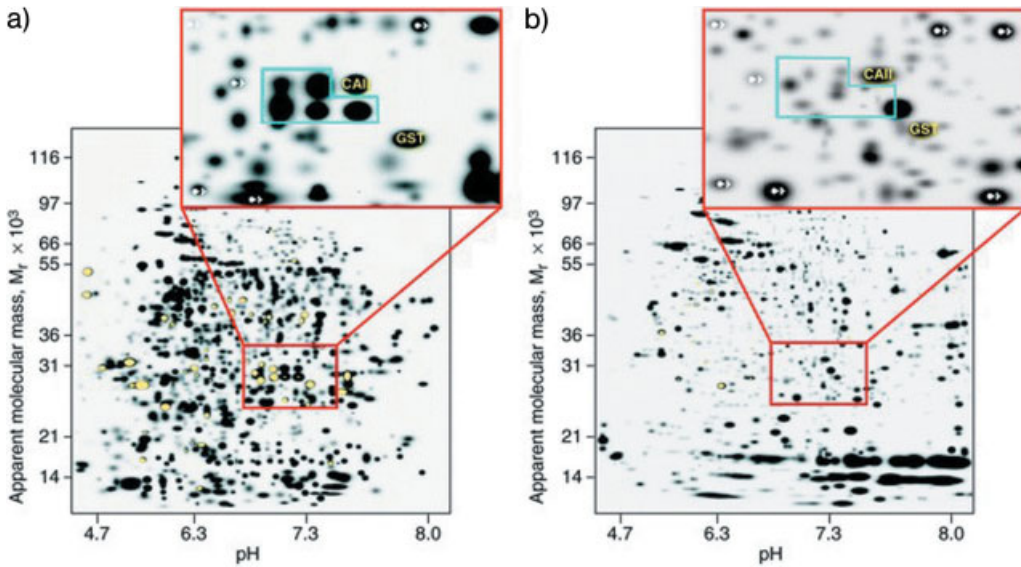 a)
CAII
GST
116
97
66
55
36
31
21
14
Apparent molecular mass, Mr × 10³
4.7 6.3 7.3 8.0
pH
b)
CAII
GST
116
97
66
55
36
31
21
14
Apparent molecular mass, Mr × 10³
4.7 6.3 7.3 8.0
pH